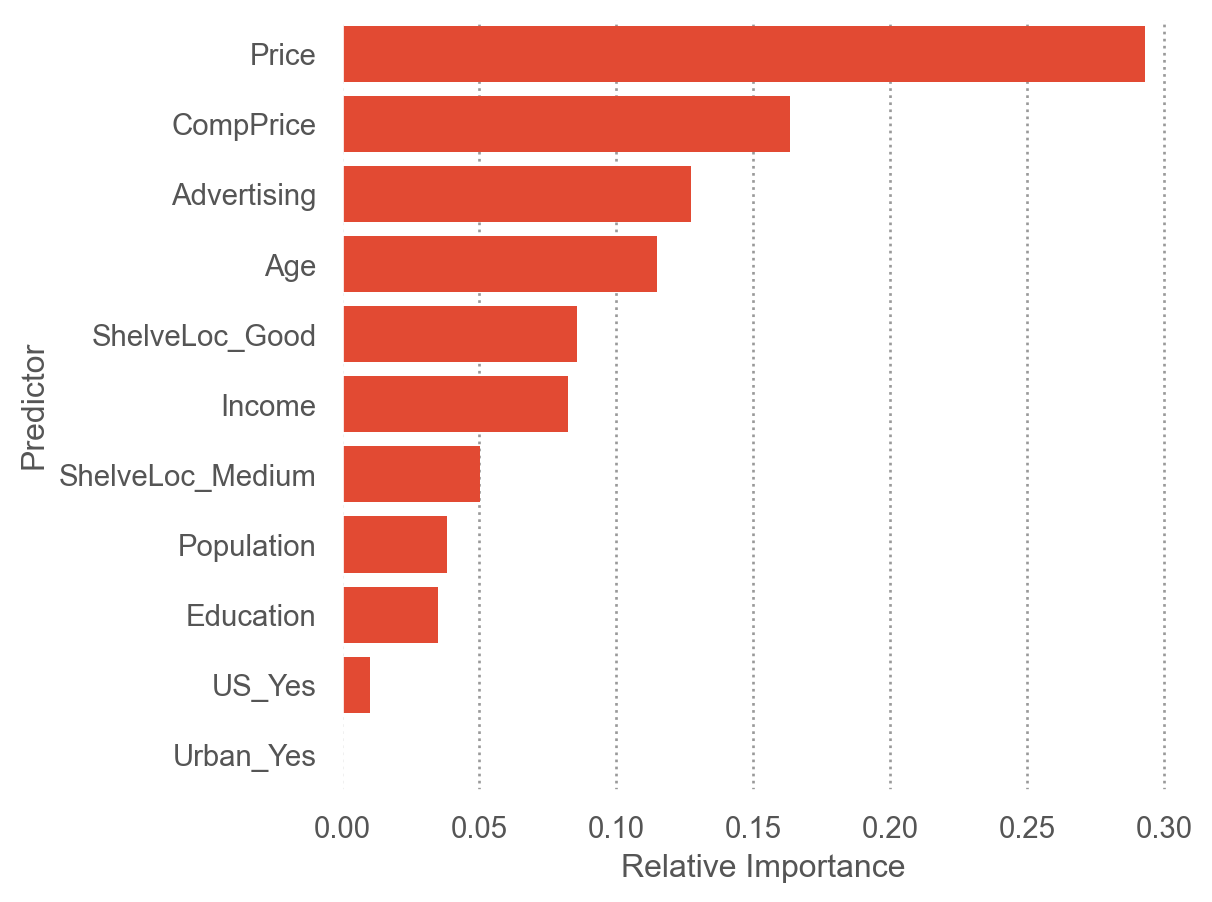 Price
CompPrice
Advertising
Age
ShelveLoc_Good
Income
ShelveLoc_Medium
Population
Education
US_Yes
Urban_Yes
Predictor
0.00 0.05 0.10 0.15 0.20 0.25 0.30
Relative Importance